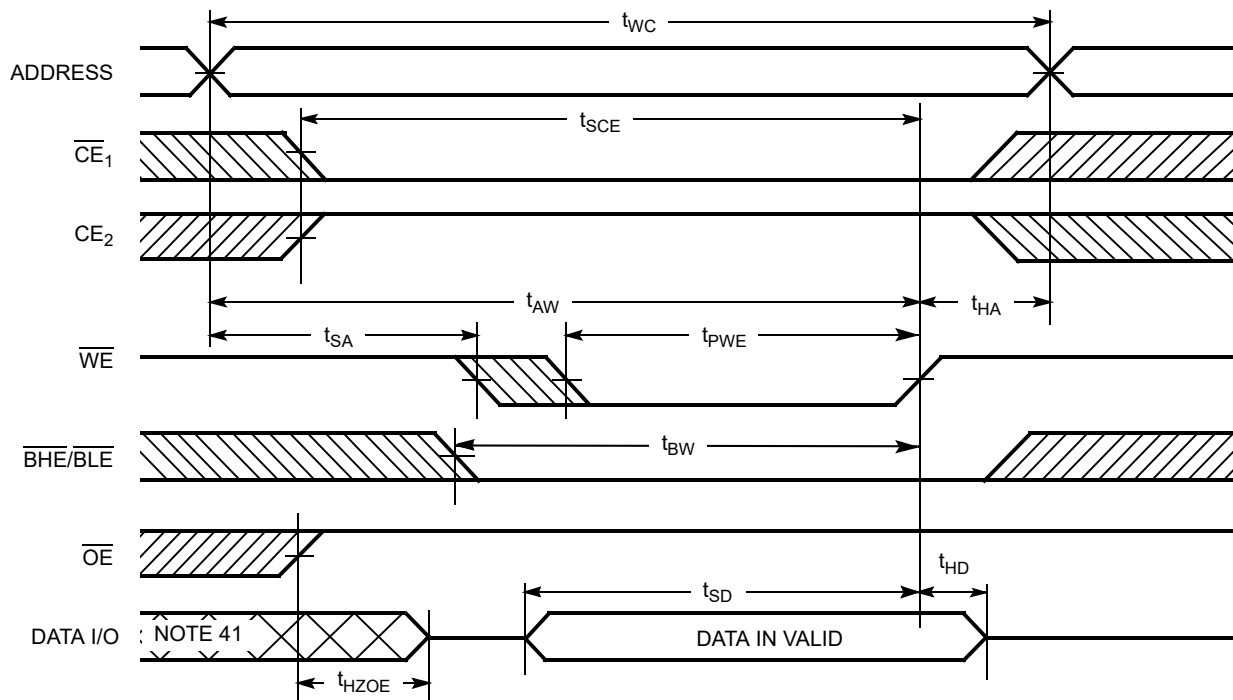 tWC
ADDRESS
tSCE
CE1
CE2
tAW
tHA
tSA
tPWE
WE
BHE/BLE
tBW
OE
tHD
tSD
DATA I/O NOTE 41 DATA IN VALID
tHZOE